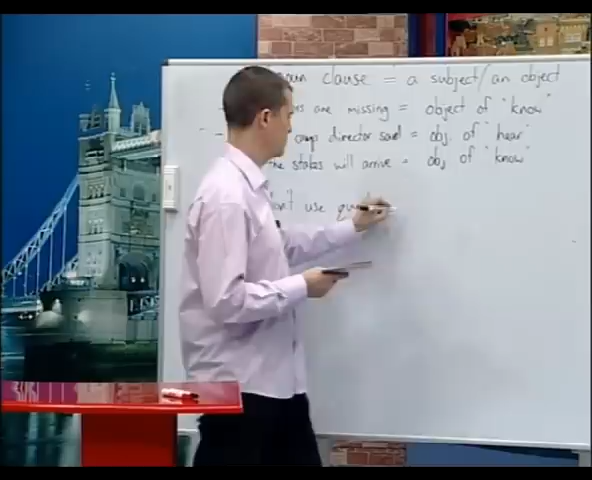 clause = a subject/an object
are missing = object of "know"
director said = obj. of "hear"
the states will arrive = obj of "know"
use